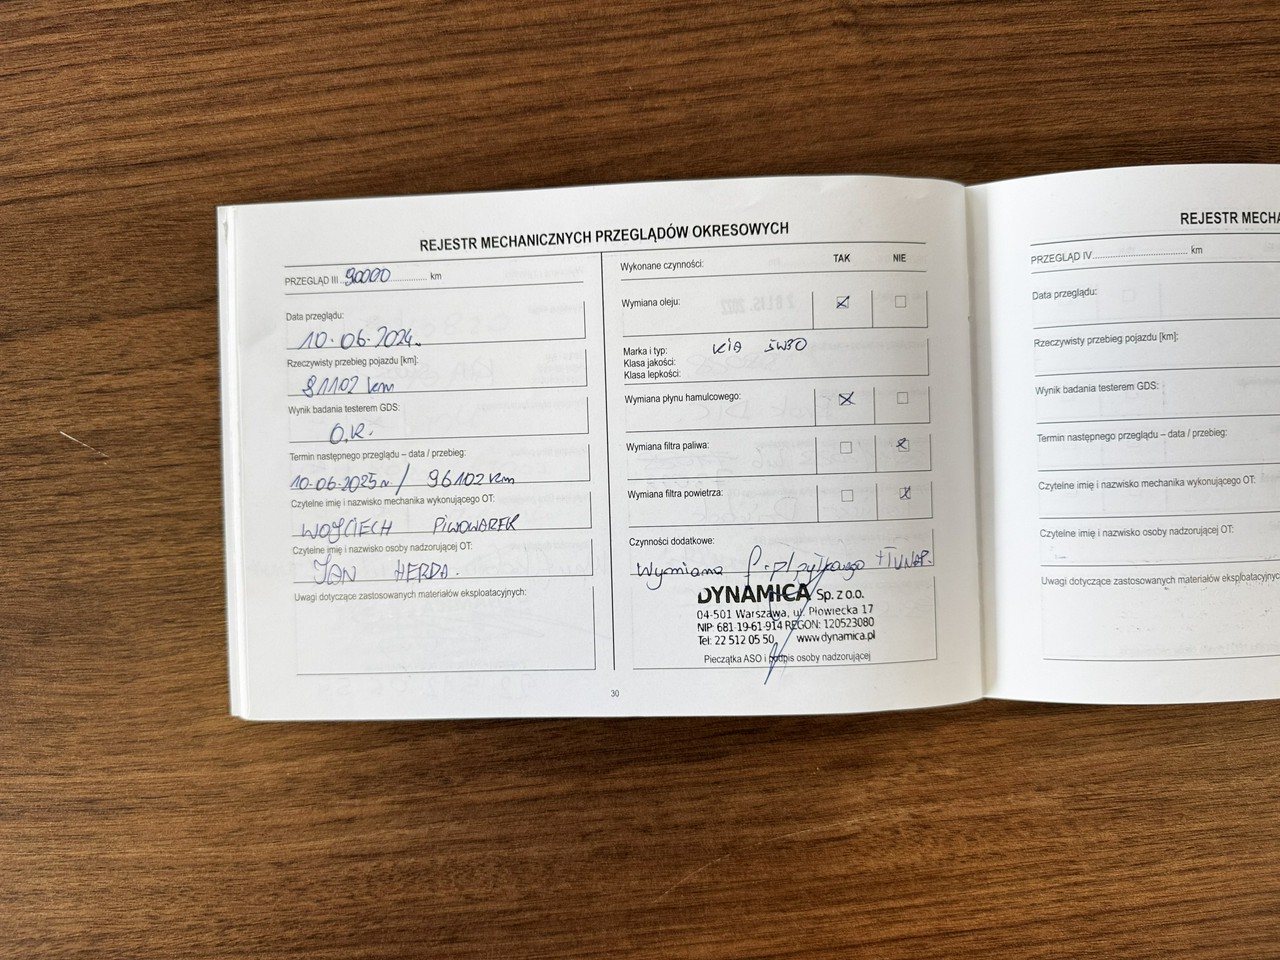 REJESTR MECHANICZNYCH PRZEGLĄDÓW OKRESOWYCH
PRZEGLĄD III 90000 km
Data przeglądu:
10.06.2024
Rzeczywisty przebieg pojazdu [km]:
81102 km
Wynik badania testerem GDS:
O.K.
Termin następnego przeglądu – data / przebieg:
10-06-2025 r / 96102 km
Czytelne imię i nazwisko mechanika wykonującego OT:
WOJCIECH PIWOWAREK
Czytelne imię i nazwisko osoby nadzorującej OT:
JAN HERDA.
Uwagi dotyczące zastosowanych materiałów eksploatacyjnych:
Wykonane czynności: TAK NIE
Wymiana oleju:
Marka i typ: KIA 5W30
Klasa jakości:
Klasa lepkości:
Wymiana płynu hamulcowego:
Wymiana filtra paliwa:
Wymiana filtra powietrza:
Czynności dodatkowe:
Wymiana f. p/pyłkowego + TUNAP.
DYNAMICA Sp. z o.o.
04-501 Warszawa, ul. Płowiecka 17
NIP: 681-19-61-914 REGON: 120523080
Tel: 22 512 05 50, www.dynamica.pl
Pieczątka ASO i podpis osoby nadzorującej
30
REJESTR MECHA
PRZEGLĄD IV km
Data przeglądu:
Rzeczywisty przebieg pojazdu [km]:
Wynik badania testerem GDS:
Termin następnego przeglądu – data / przebieg:
Czytelne imię i nazwisko mechanika wykonującego OT:
Czytelne imię i nazwisko osoby nadzorującej OT:
Uwagi dotyczące zastosowanych materiałów eksploatacyjnyc